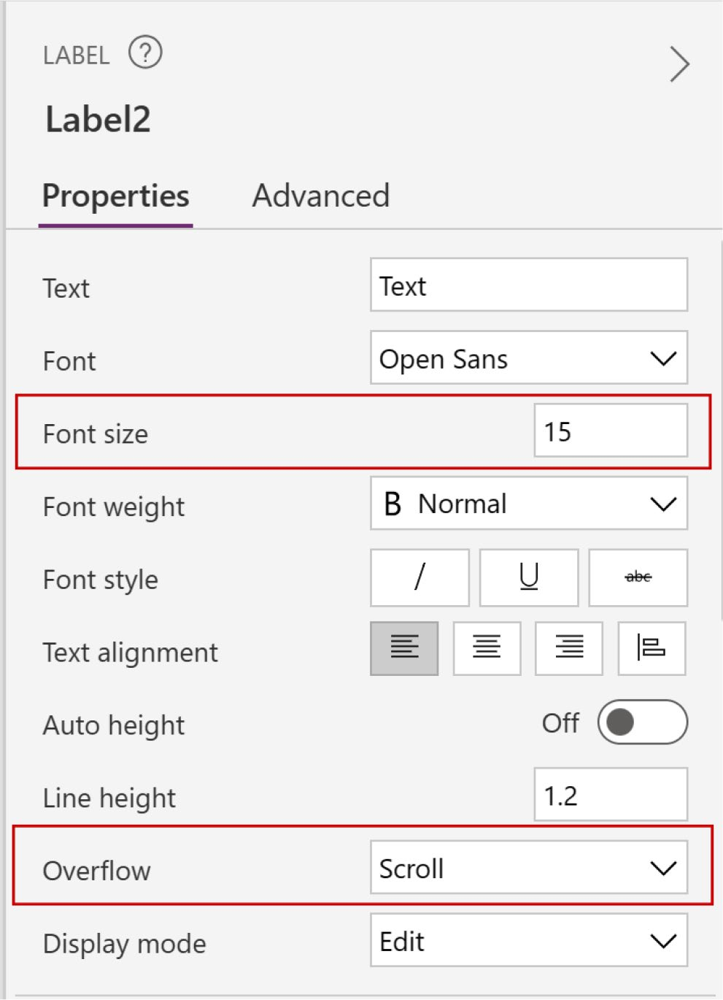 LABEL ?
Label2
Properties Advanced
Text Text
Font Open Sans
Font size 15
Font weight B Normal
Font style / U abc
Text alignment
Auto height Off
Line height 1.2
Overflow Scroll
Display mode Edit